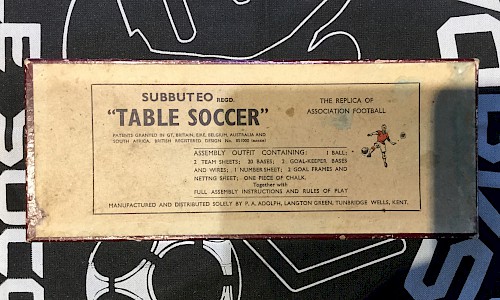 SUBBUTEO REGD.
"TABLE SOCCER"
THE REPLICA OF
ASSOCIATION FOOTBALL
PATENTS GRANTED IN GT. BRITAIN, EIRE, BELGIUM, AUSTRALIA AND
SOUTH AFRICA. BRITISH REGISTERED DESIGN No.
ASSEMBLY OUTFIT CONTAINING: 1 BALL;
2 TEAM SHEETS; 20 BASES; 2 GOAL-KEEPER BASES
AND WIRES; 1 NUMBER SHEET; 2 GOAL FRAMES AND
NETTING SHEET; ONE PIECE OF CHALK.
Together with
FULL ASSEMBLY INSTRUCTIONS AND RULES OF PLAY
MANUFACTURED AND DISTRIBUTED SOLELY BY P. A. ADOLPH, LANGTON GREEN, TUNBRIDGE WELLS, KENT.